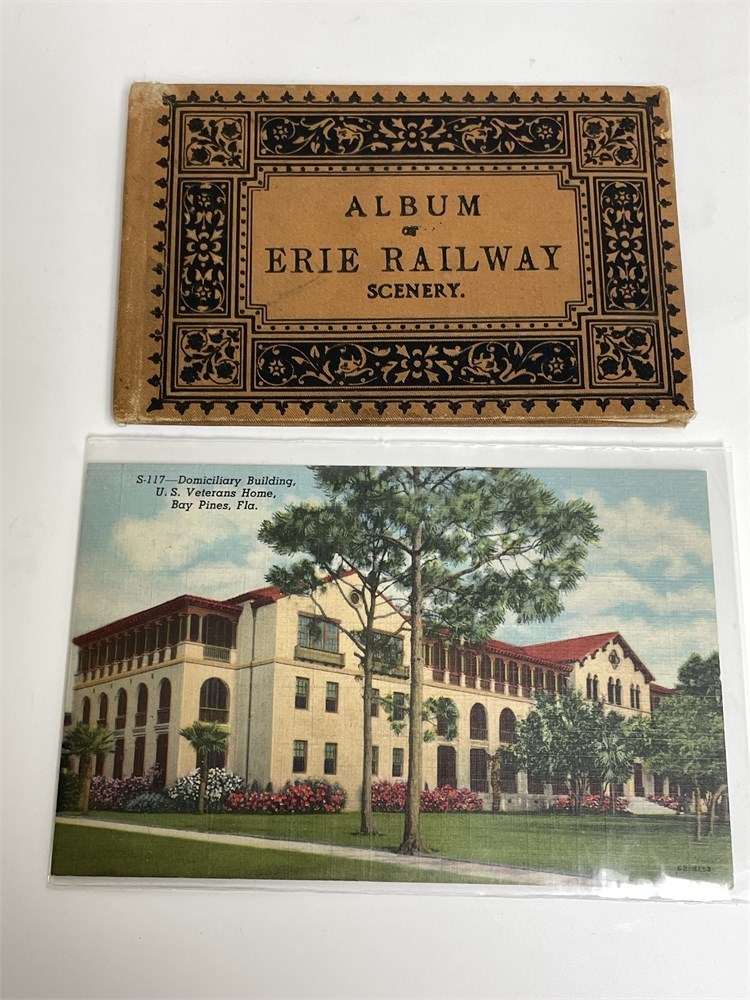 ALBUM
OF
ERIE RAILWAY
SCENERY.
S-117—Domiciliary Building,
U. S. Veterans Home,
Bay Pines, Fla.